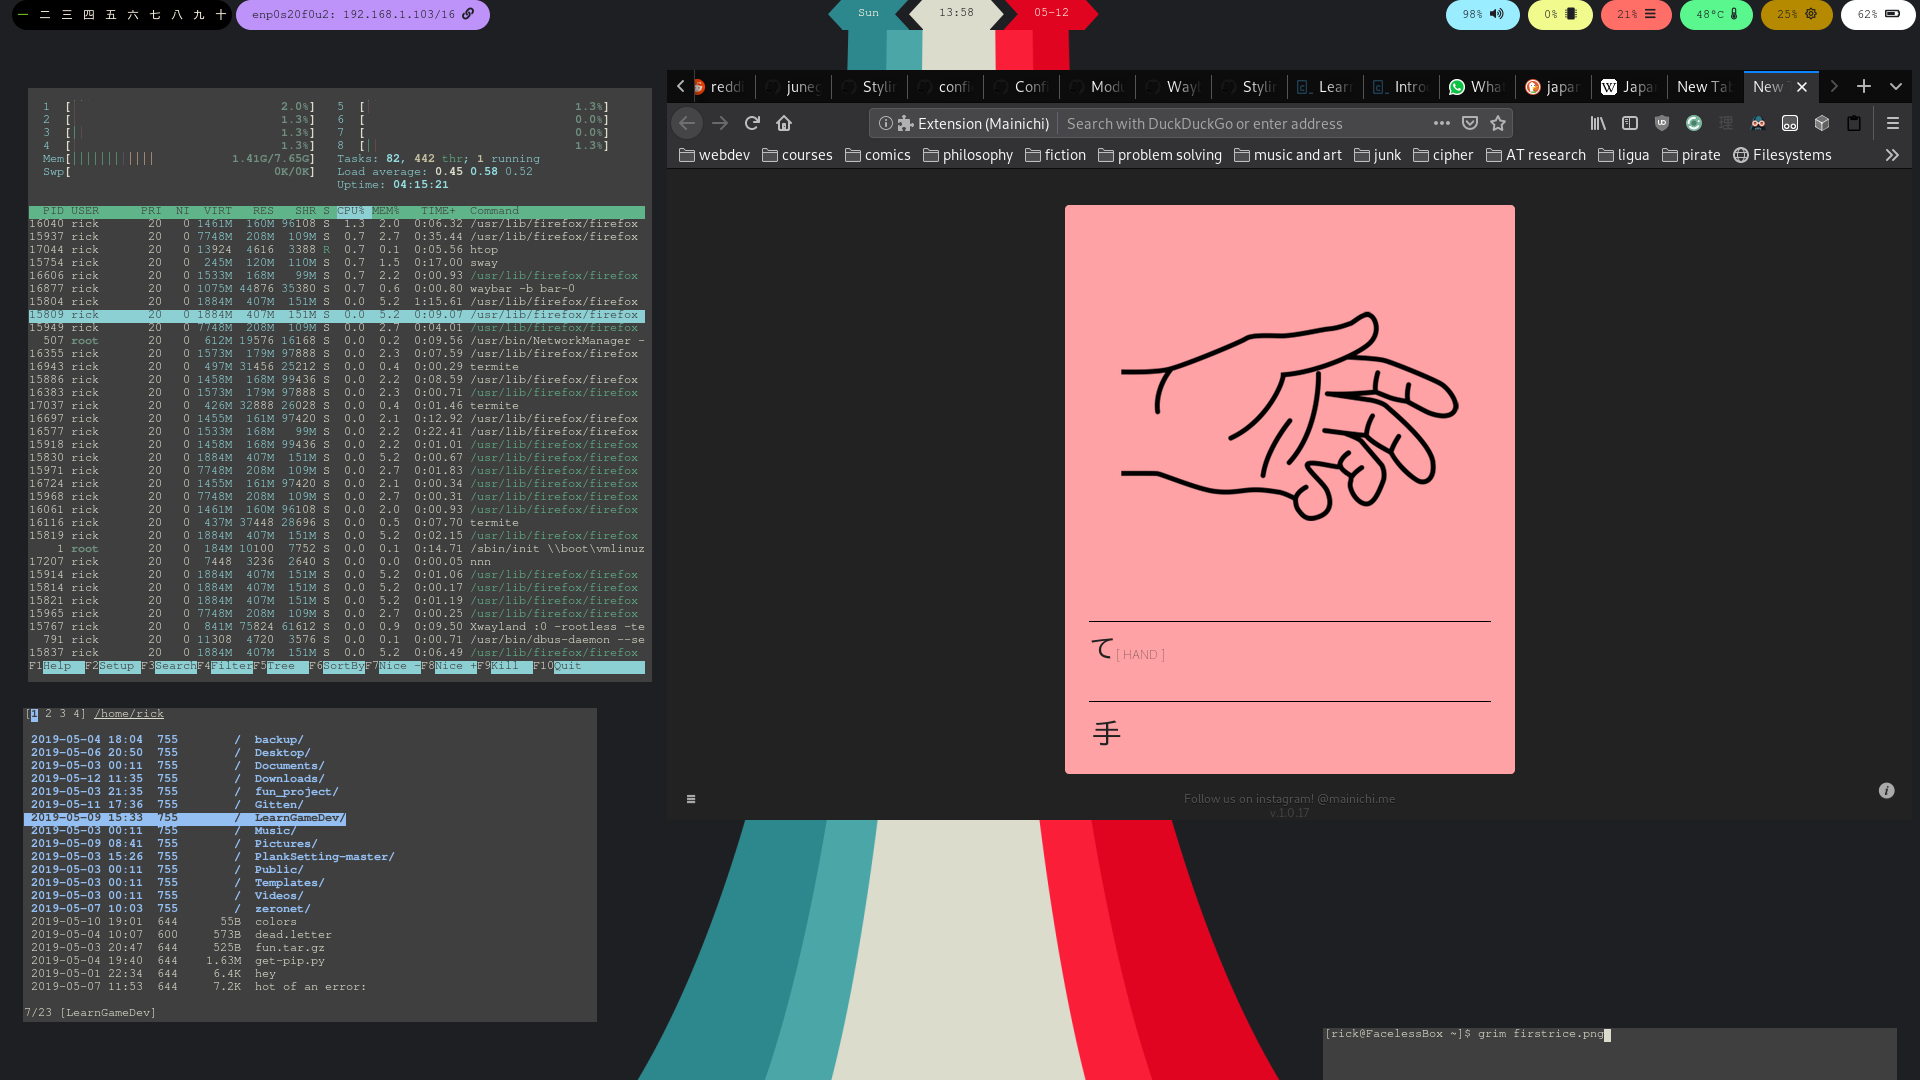 一 二 三 四 五 六 七 八 九 十
enp0s20f0u2: 192.168.1.103/16
Sun
13:58
05-12
98%
0%
21%
48°C
25%
62%
1 [ 2.0%] 5 [ 1.3%]
2 [ 1.3%] 6 [ 0.0%]
3 [ 1.3%] 7 [ 0.0%]
4 [ 1.3%] 8 [ 1.3%]
Mem[ 1.41G/7.65G] Tasks: 82, 442 thr; 1 running
Swp[ 0K/0K] Load average: 0.45 0.58 0.52
Uptime: 04:15:21
PID USER PRI NI VIRT RES SHR S CPU% MEM% TIME+ Command
16040 rick 20 0 1461M 160M 96108 S 1.3 2.0 0:06.32 /usr/lib/firefox/firefox
15937 rick 20 0 7748M 208M 109M S 0.7 2.7 0:35.44 /usr/lib/firefox/firefox
17044 rick 20 0 13924 4616 3388 R 0.7 0.1 0:05.56 htop
15754 rick 20 0 245M 120M 110M S 0.7 1.5 0:17.00 sway
16606 rick 20 0 1533M 168M 99M S 0.7 2.2 0:00.93 /usr/lib/firefox/firefox
16877 rick 20 0 1075M 44876 35380 S 0.7 0.6 0:00.80 waybar -b bar-0
15804 rick 20 0 1884M 407M 151M S 0.0 5.2 1:15.61 /usr/lib/firefox/firefox
15809 rick 20 0 1884M 407M 151M S 0.0 5.2 0:09.07 /usr/lib/firefox/firefox
15949 rick 20 0 7748M 208M 109M S 0.0 2.7 0:04.01 /usr/lib/firefox/firefox
507 root 20 0 612M 19576 16168 S 0.0 0.2 0:09.56 /usr/bin/NetworkManager -
16355 rick 20 0 1573M 179M 97888 S 0.0 2.3 0:07.59 /usr/lib/firefox/firefox
16943 rick 20 0 497M 31456 25212 S 0.0 0.4 0:00.29 termite
15886 rick 20 0 1458M 168M 99436 S 0.0 2.2 0:08.59 /usr/lib/firefox/firefox
16383 rick 20 0 1573M 179M 97888 S 0.0 2.3 0:00.71 /usr/lib/firefox/firefox
17037 rick 20 0 426M 32888 26028 S 0.0 0.4 0:01.46 termite
16697 rick 20 0 1455M 161M 97420 S 0.0 2.1 0:12.92 /usr/lib/firefox/firefox
16577 rick 20 0 1533M 168M 99M S 0.0 2.2 0:22.41 /usr/lib/firefox/firefox
15918 rick 20 0 1458M 168M 99436 S 0.0 2.2 0:01.01 /usr/lib/firefox/firefox
15830 rick 20 0 1884M 407M 151M S 0.0 5.2 0:00.67 /usr/lib/firefox/firefox
15971 rick 20 0 7748M 208M 109M S 0.0 2.7 0:01.83 /usr/lib/firefox/firefox
16724 rick 20 0 1455M 161M 97420 S 0.0 2.1 0:00.34 /usr/lib/firefox/firefox
15968 rick 20 0 7748M 208M 109M S 0.0 2.7 0:00.31 /usr/lib/firefox/firefox
16061 rick 20 0 1461M 160M 96108 S 0.0 2.0 0:00.93 /usr/lib/firefox/firefox
16116 rick 20 0 437M 37448 28696 S 0.0 0.5 0:07.70 termite
15819 rick 20 0 1884M 407M 151M S 0.0 5.2 0:02.15 /usr/lib/firefox/firefox
1 root 20 0 184M 10100 7752 S 0.0 0.1 0:14.71 /sbin/init \\boot\vmlinuz
17207 rick 20 0 7448 3236 2640 S 0.0 0.0 0:00.05 nnn
15914 rick 20 0 1884M 407M 151M S 0.0 5.2 0:01.06 /usr/lib/firefox/firefox
15814 rick 20 0 1884M 407M 151M S 0.0 5.2 0:00.17 /usr/lib/firefox/firefox
15821 rick 20 0 1884M 407M 151M S 0.0 5.2 0:01.19 /usr/lib/firefox/firefox
15965 rick 20 0 7748M 208M 109M S 0.0 2.7 0:00.25 /usr/lib/firefox/firefox
15767 rick 20 0 841M 75824 61612 S 0.0 0.9 0:09.50 Xwayland :0 -rootless -te
791 rick 20 0 11308 4720 3576 S 0.0 0.1 0:00.71 /usr/bin/dbus-daemon --se
15837 rick 20 0 1884M 407M 151M S 0.0 5.2 0:06.49 /usr/lib/firefox/firefox
F1Help F2Setup F3SearchF4FilterF5Tree F6SortByF7Nice -F8Nice +F9Kill F10Quit
[1 2 3 4] /home/rick
2019-05-04 18:04 755 / backup/
2019-05-06 20:50 755 / Desktop/
2019-05-03 00:11 755 / Documents/
2019-05-12 11:35 755 / Downloads/
2019-05-03 21:35 755 / fun_project/
2019-05-11 17:36 755 / Gitten/
2019-05-09 15:33 755 / LearnGameDev/
2019-05-03 00:11 755 / Music/
2019-05-09 08:41 755 / Pictures/
2019-05-03 15:26 755 / PlankSetting-master/
2019-05-03 00:11 755 / Public/
2019-05-03 00:11 755 / Templates/
2019-05-03 00:11 755 / Videos/
2019-05-07 10:03 755 / zeronet/
2019-05-10 19:01 644 55B colors
2019-05-04 10:07 600 573B dead.letter
2019-05-03 20:47 644 525B fun.tar.gz
2019-05-04 19:40 644 1.63M get-pip.py
2019-05-01 22:34 644 6.4K hey
2019-05-07 11:53 644 7.2K hot of an error:
7/23 [LearnGameDev]
reddi juneg Stylin confi Confi Modu Wayb Stylin Learn Intro What japan Japa New Tab New
Extension (Mainichi) Search with DuckDuckGo or enter address
webdev courses comics photography fiction problem solving music and art junk cipher AT research ligua pirate Filesystems
て[ HAND ]
手
Follow us on instagram! @mainichi.me
v.1.0.17
[rick@FacelessBox ~]$ grim firstrice.png